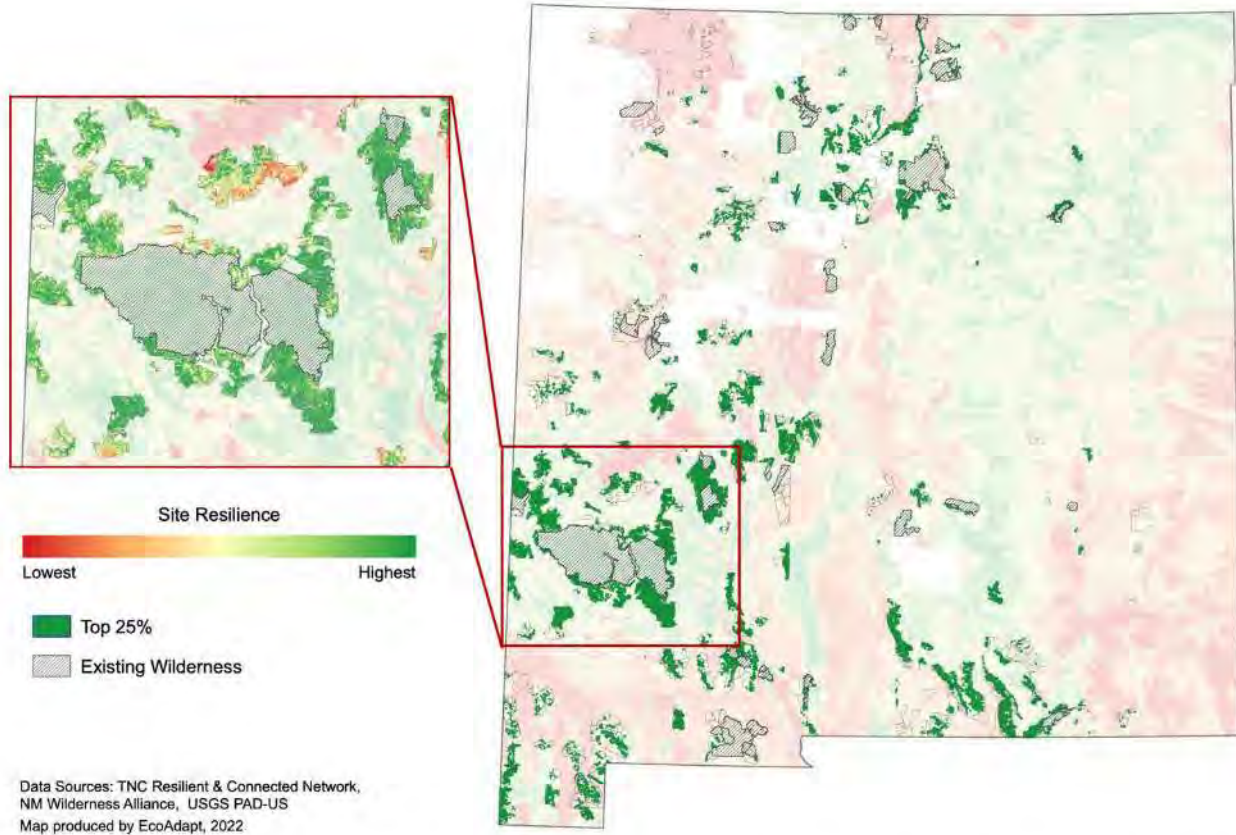 Site Resilience
Lowest Highest
Top 25%
Existing Wilderness
Data Sources: TNC Resilient & Connected Network,
NM Wilderness Alliance, USGS PAD-US
Map produced by EcoAdapt, 2022